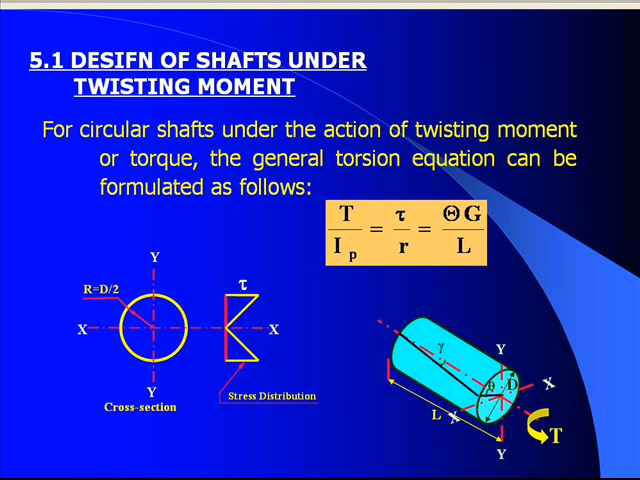 5.1 DESIFN OF SHAFTS UNDER
TWISTING MOMENT
For circular shafts under the action of twisting moment
or torque, the general torsion equation can be
formulated as follows:
T/I p = τ/r = ΘG/L
Y
R=D/2
τ
X
X
Y
Cross-section
Stress Distribution
γ
Y
θ
D
X
L
X
T
Y